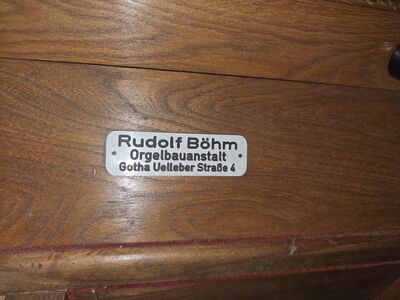 Rudolf Böhm
Orgelbauanstalt
Gotha Uelleber Straße 4